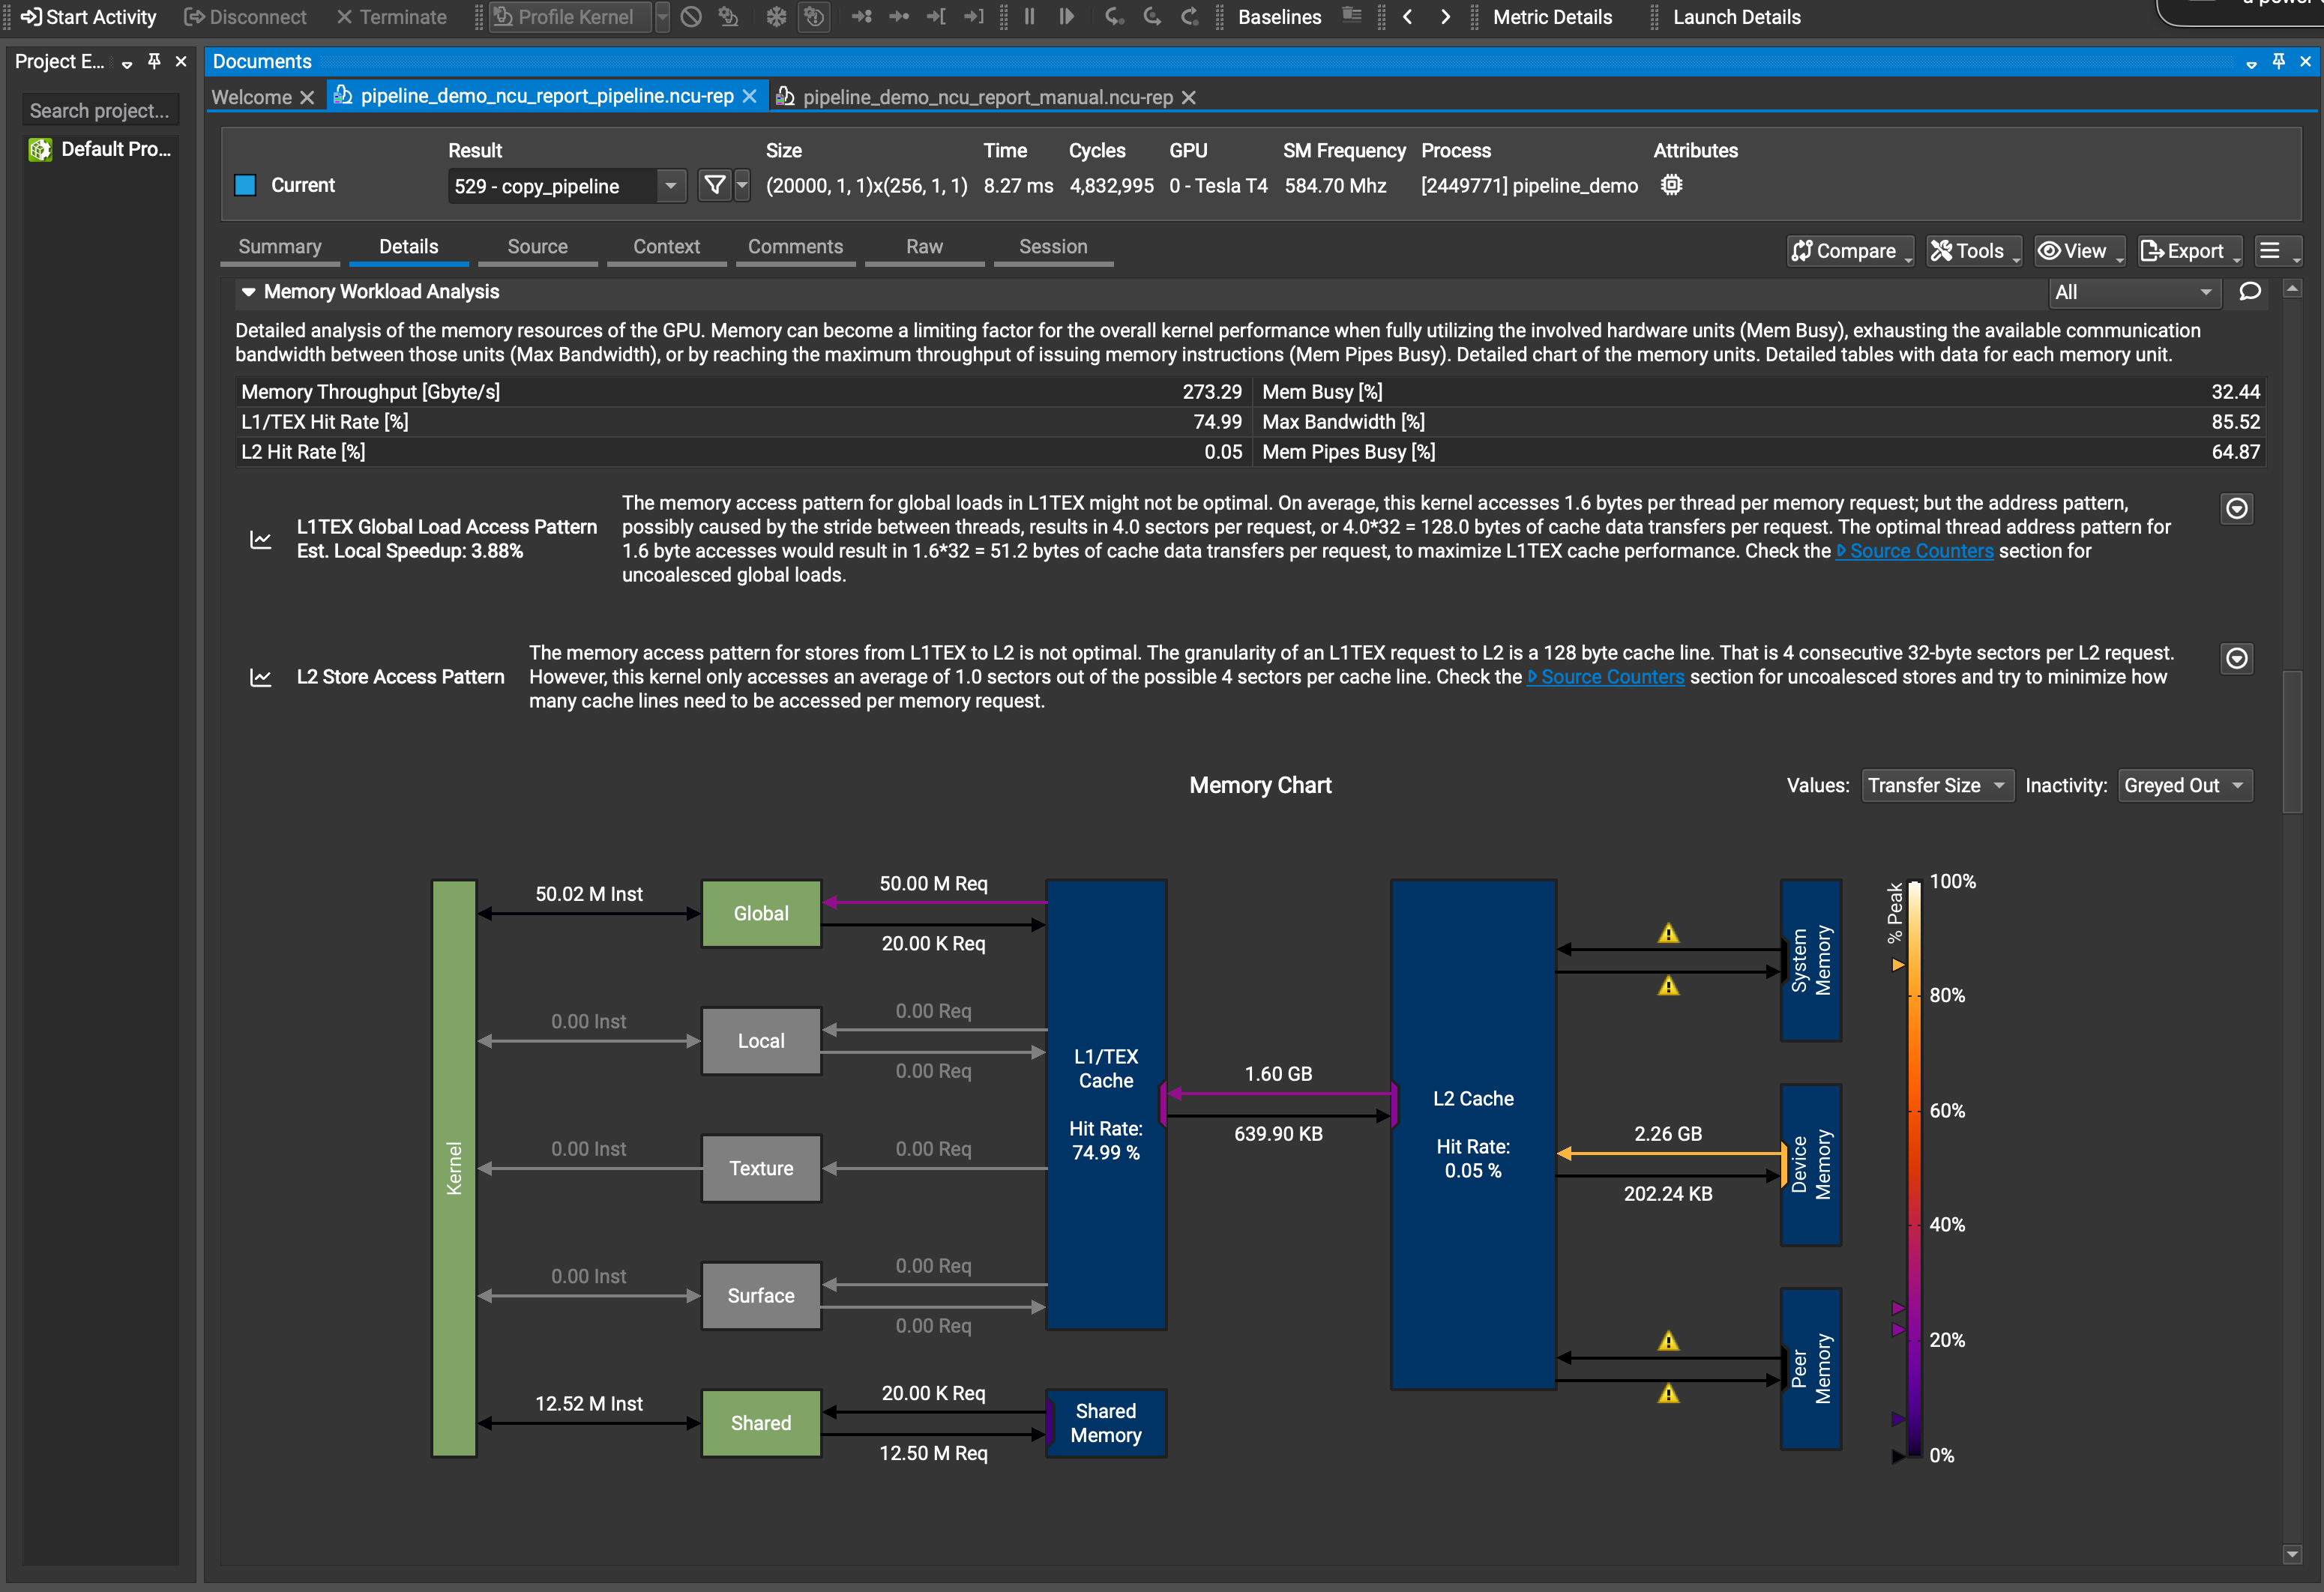 Start Activity Disconnect Terminate Profile Kernel Baselines Metric Details Launch Details
Project E...
Documents
Search project...
Default Pro...
Welcome pipeline_demo_ncu_report_pipeline.ncu-rep pipeline_demo_ncu_report_manual.ncu-rep
Result Size Time Cycles GPU SM Frequency Process Attributes
Current 529 - copy_pipeline (20000, 1, 1)x(256, 1, 1) 8.27 ms 4,832,995 0 - Tesla T4 584.70 Mhz [2449771] pipeline_demo
Summary Details Source Context Comments Raw Session Compare Tools View Export
Memory Workload Analysis All
Detailed analysis of the memory resources of the GPU. Memory can become a limiting factor for the overall kernel performance when fully utilizing the involved hardware units (Mem Busy), exhausting the available communication
bandwidth between those units (Max Bandwidth), or by reaching the maximum throughput of issuing memory instructions (Mem Pipes Busy). Detailed chart of the memory units. Detailed tables with data for each memory unit.
Memory Throughput [Gbyte/s] 273.29 Mem Busy [%] 32.44
L1/TEX Hit Rate [%] 74.99 Max Bandwidth [%] 85.52
L2 Hit Rate [%] 0.05 Mem Pipes Busy [%] 64.87
L1TEX Global Load Access Pattern
Est. Local Speedup: 3.88%
The memory access pattern for global loads in L1TEX might not be optimal. On average, this kernel accesses 1.6 bytes per thread per memory request; but the address pattern,
possibly caused by the stride between threads, results in 4.0 sectors per request, or 4.0*32 = 128.0 bytes of cache data transfers per request. The optimal thread address pattern for
1.6 byte accesses would result in 1.6*32 = 51.2 bytes of cache data transfers per request, to maximize L1TEX cache performance. Check the Source Counters section for
uncoalesced global loads.
L2 Store Access Pattern
The memory access pattern for stores from L1TEX to L2 is not optimal. The granularity of an L1TEX request to L2 is a 128 byte cache line. That is 4 consecutive 32-byte sectors per L2 request.
However, this kernel only accesses an average of 1.0 sectors out of the possible 4 sectors per cache line. Check the Source Counters section for uncoalesced stores and try to minimize how
many cache lines need to be accessed per memory request.
Memory Chart
Values: Transfer Size Inactivity: Greyed Out
Kernel
50.02 M Inst
Global
50.00 M Req
20.00 K Req
0.00 Inst
Local
0.00 Req
0.00 Req
0.00 Inst
Texture
0.00 Req
0.00 Inst
Surface
0.00 Req
0.00 Req
12.52 M Inst
Shared
20.00 K Req
12.50 M Req
L1/TEX
Cache
Hit Rate:
74.99 %
Shared
Memory
1.60 GB
639.90 KB
L2 Cache
Hit Rate:
0.05 %
2.26 GB
202.24 KB
System
Memory
Device
Memory
Peer
Memory
% Peak
100%
80%
60%
40%
20%
0%